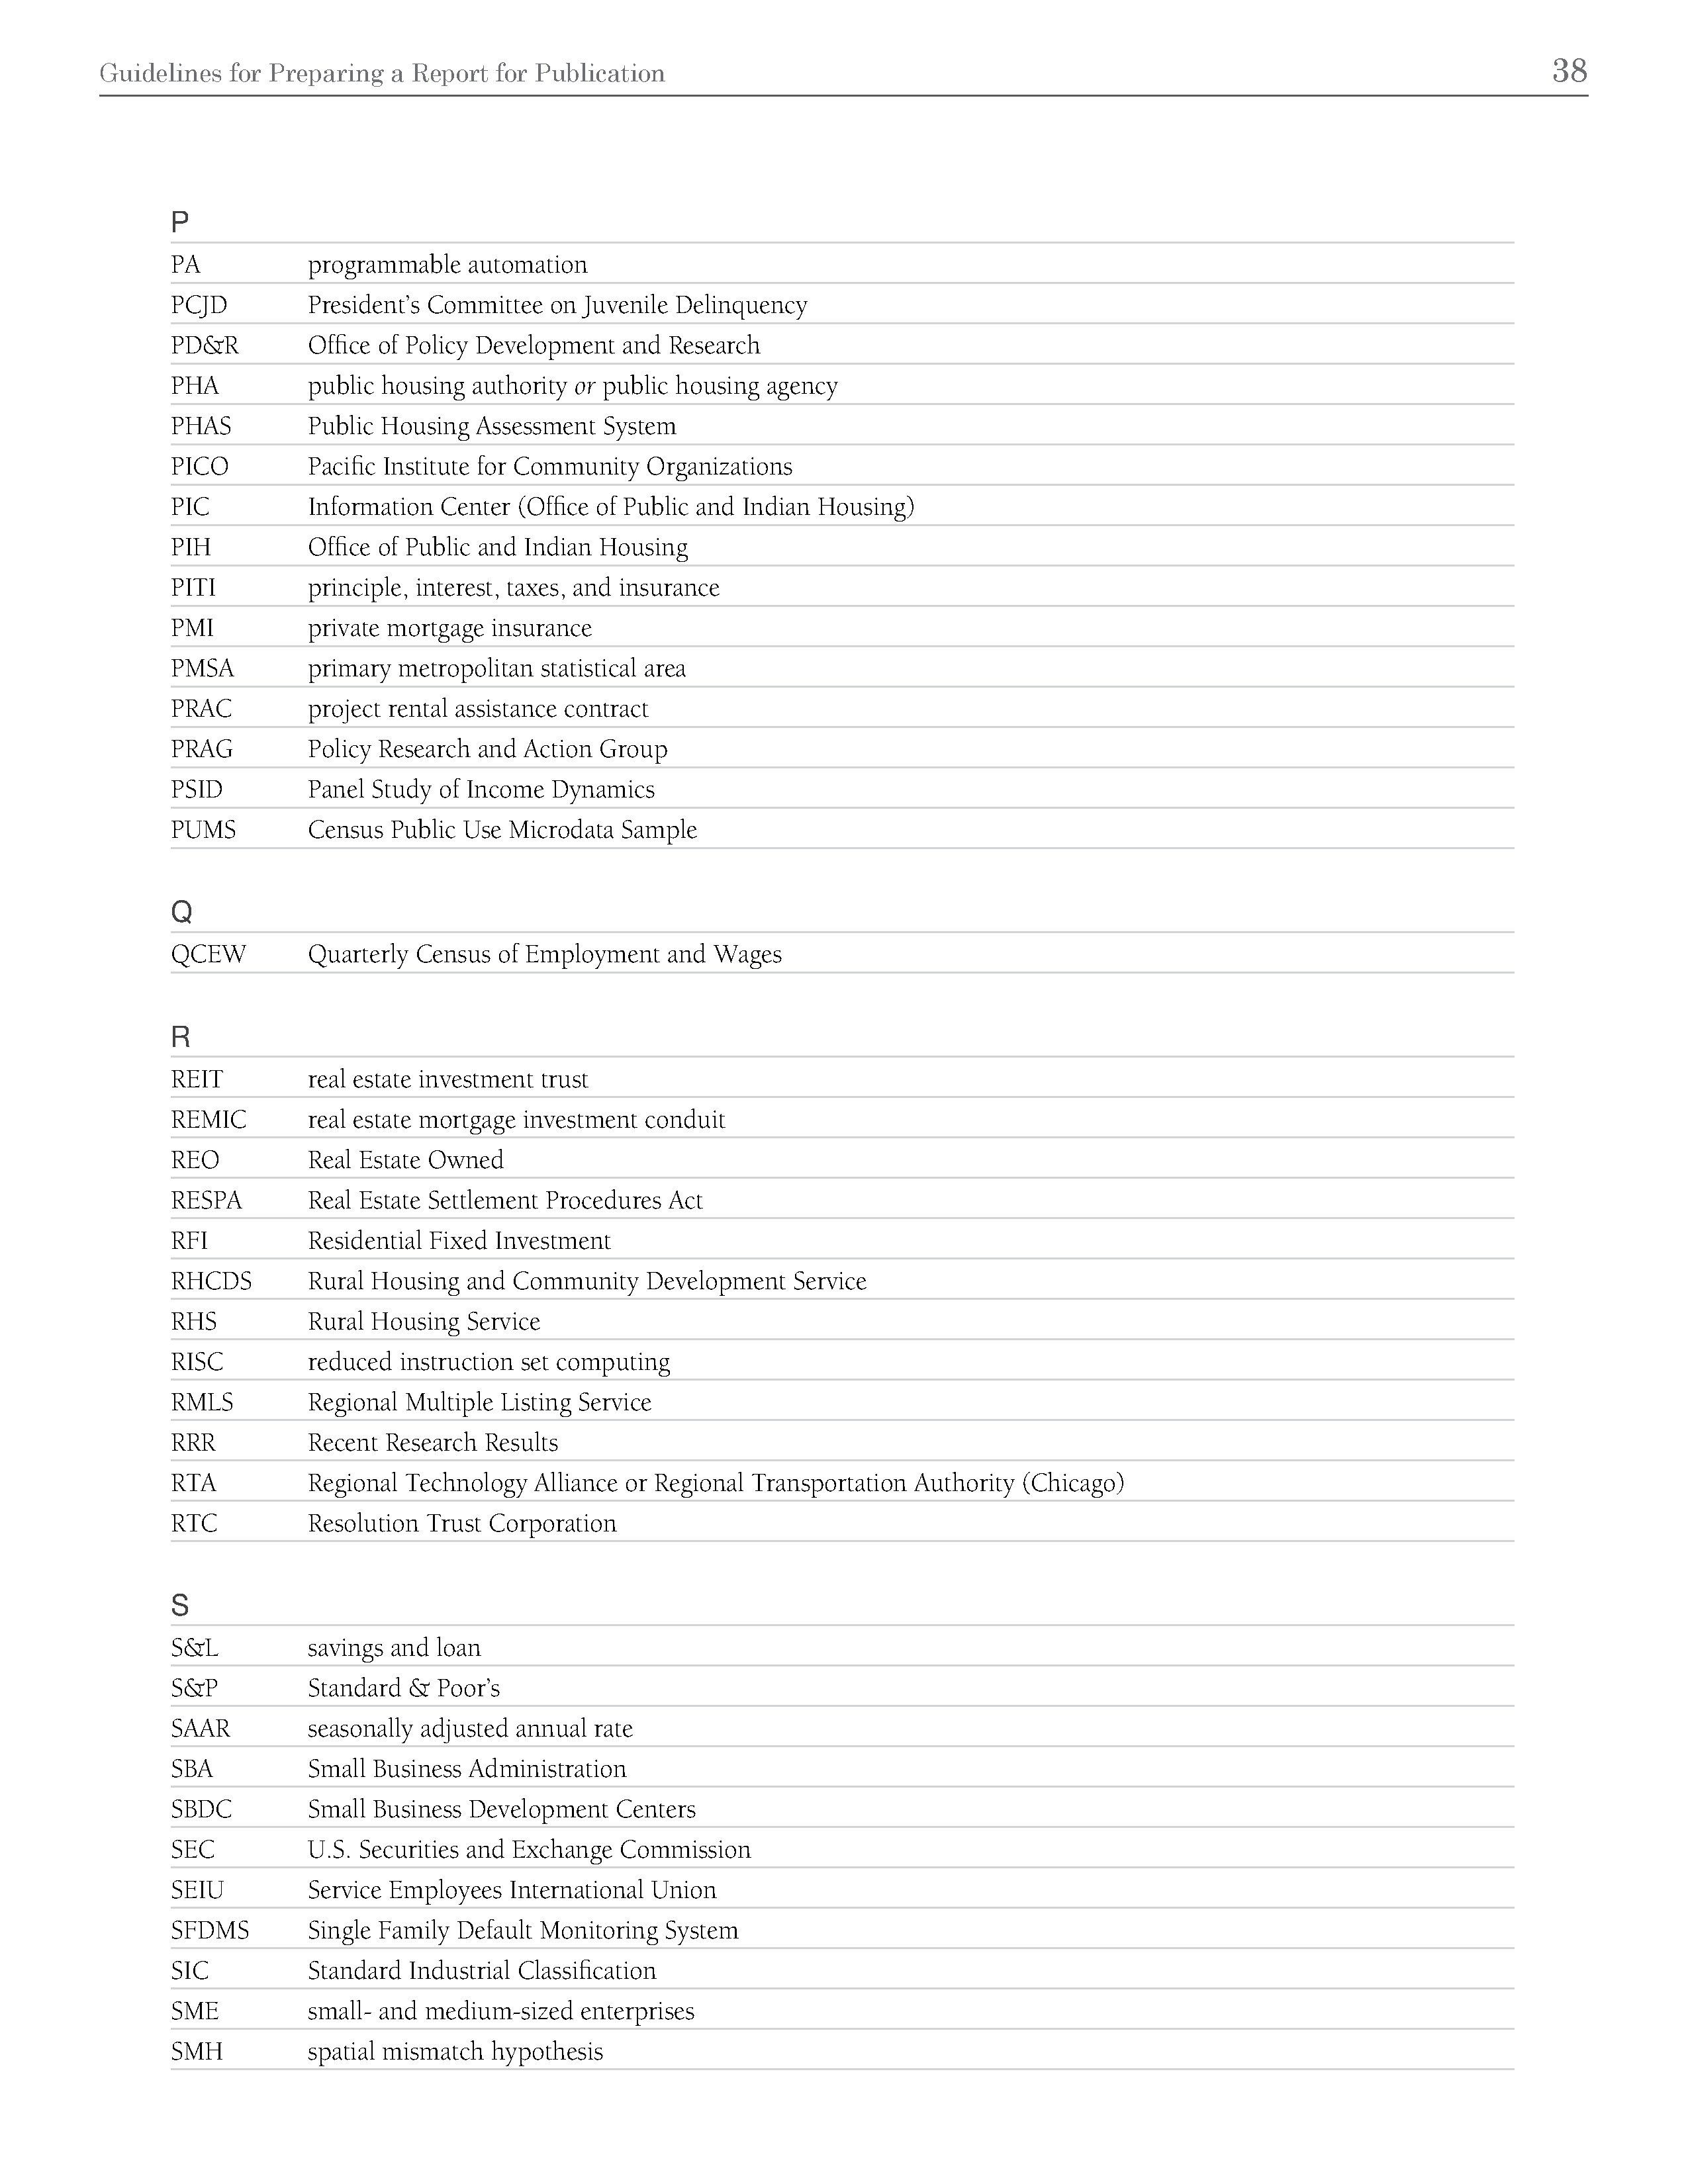 Guidelines for Preparing a Report for Publication 38
P
PA programmable automation
PCJD President’s Committee on Juvenile Delinquency
PD&R Office of Policy Development and Research
PHA public housing authority or public housing agency
PHAS Public Housing Assessment System
PICO Pacific Institute for Community Organizations
PIC Information Center (Office of Public and Indian Housing)
PIH Office of Public and Indian Housing
PITI principle, interest, taxes, and insurance
PMI private mortgage insurance
PMSA primary metropolitan statistical area
PRAC project rental assistance contract
PRAG Policy Research and Action Group
PSID Panel Study of Income Dynamics
PUMS Census Public Use Microdata Sample
Q
QCEW Quarterly Census of Employment and Wages
R
REIT real estate investment trust
REMIC real estate mortgage investment conduit
REO Real Estate Owned
RESPA Real Estate Settlement Procedures Act
RFI Residential Fixed Investment
RHCDS Rural Housing and Community Development Service
RHS Rural Housing Service
RISC reduced instruction set computing
RMLS Regional Multiple Listing Service
RRR Recent Research Results
RTA Regional Technology Alliance or Regional Transportation Authority (Chicago)
RTC Resolution Trust Corporation
S
S&L savings and loan
S&P Standard & Poor’s
SAAR seasonally adjusted annual rate
SBA Small Business Administration
SBDC Small Business Development Centers
SEC U.S. Securities and Exchange Commission
SEIU Service Employees International Union
SFDMS Single Family Default Monitoring System
SIC Standard Industrial Classification
SME small- and medium-sized enterprises
SMH spatial mismatch hypothesis